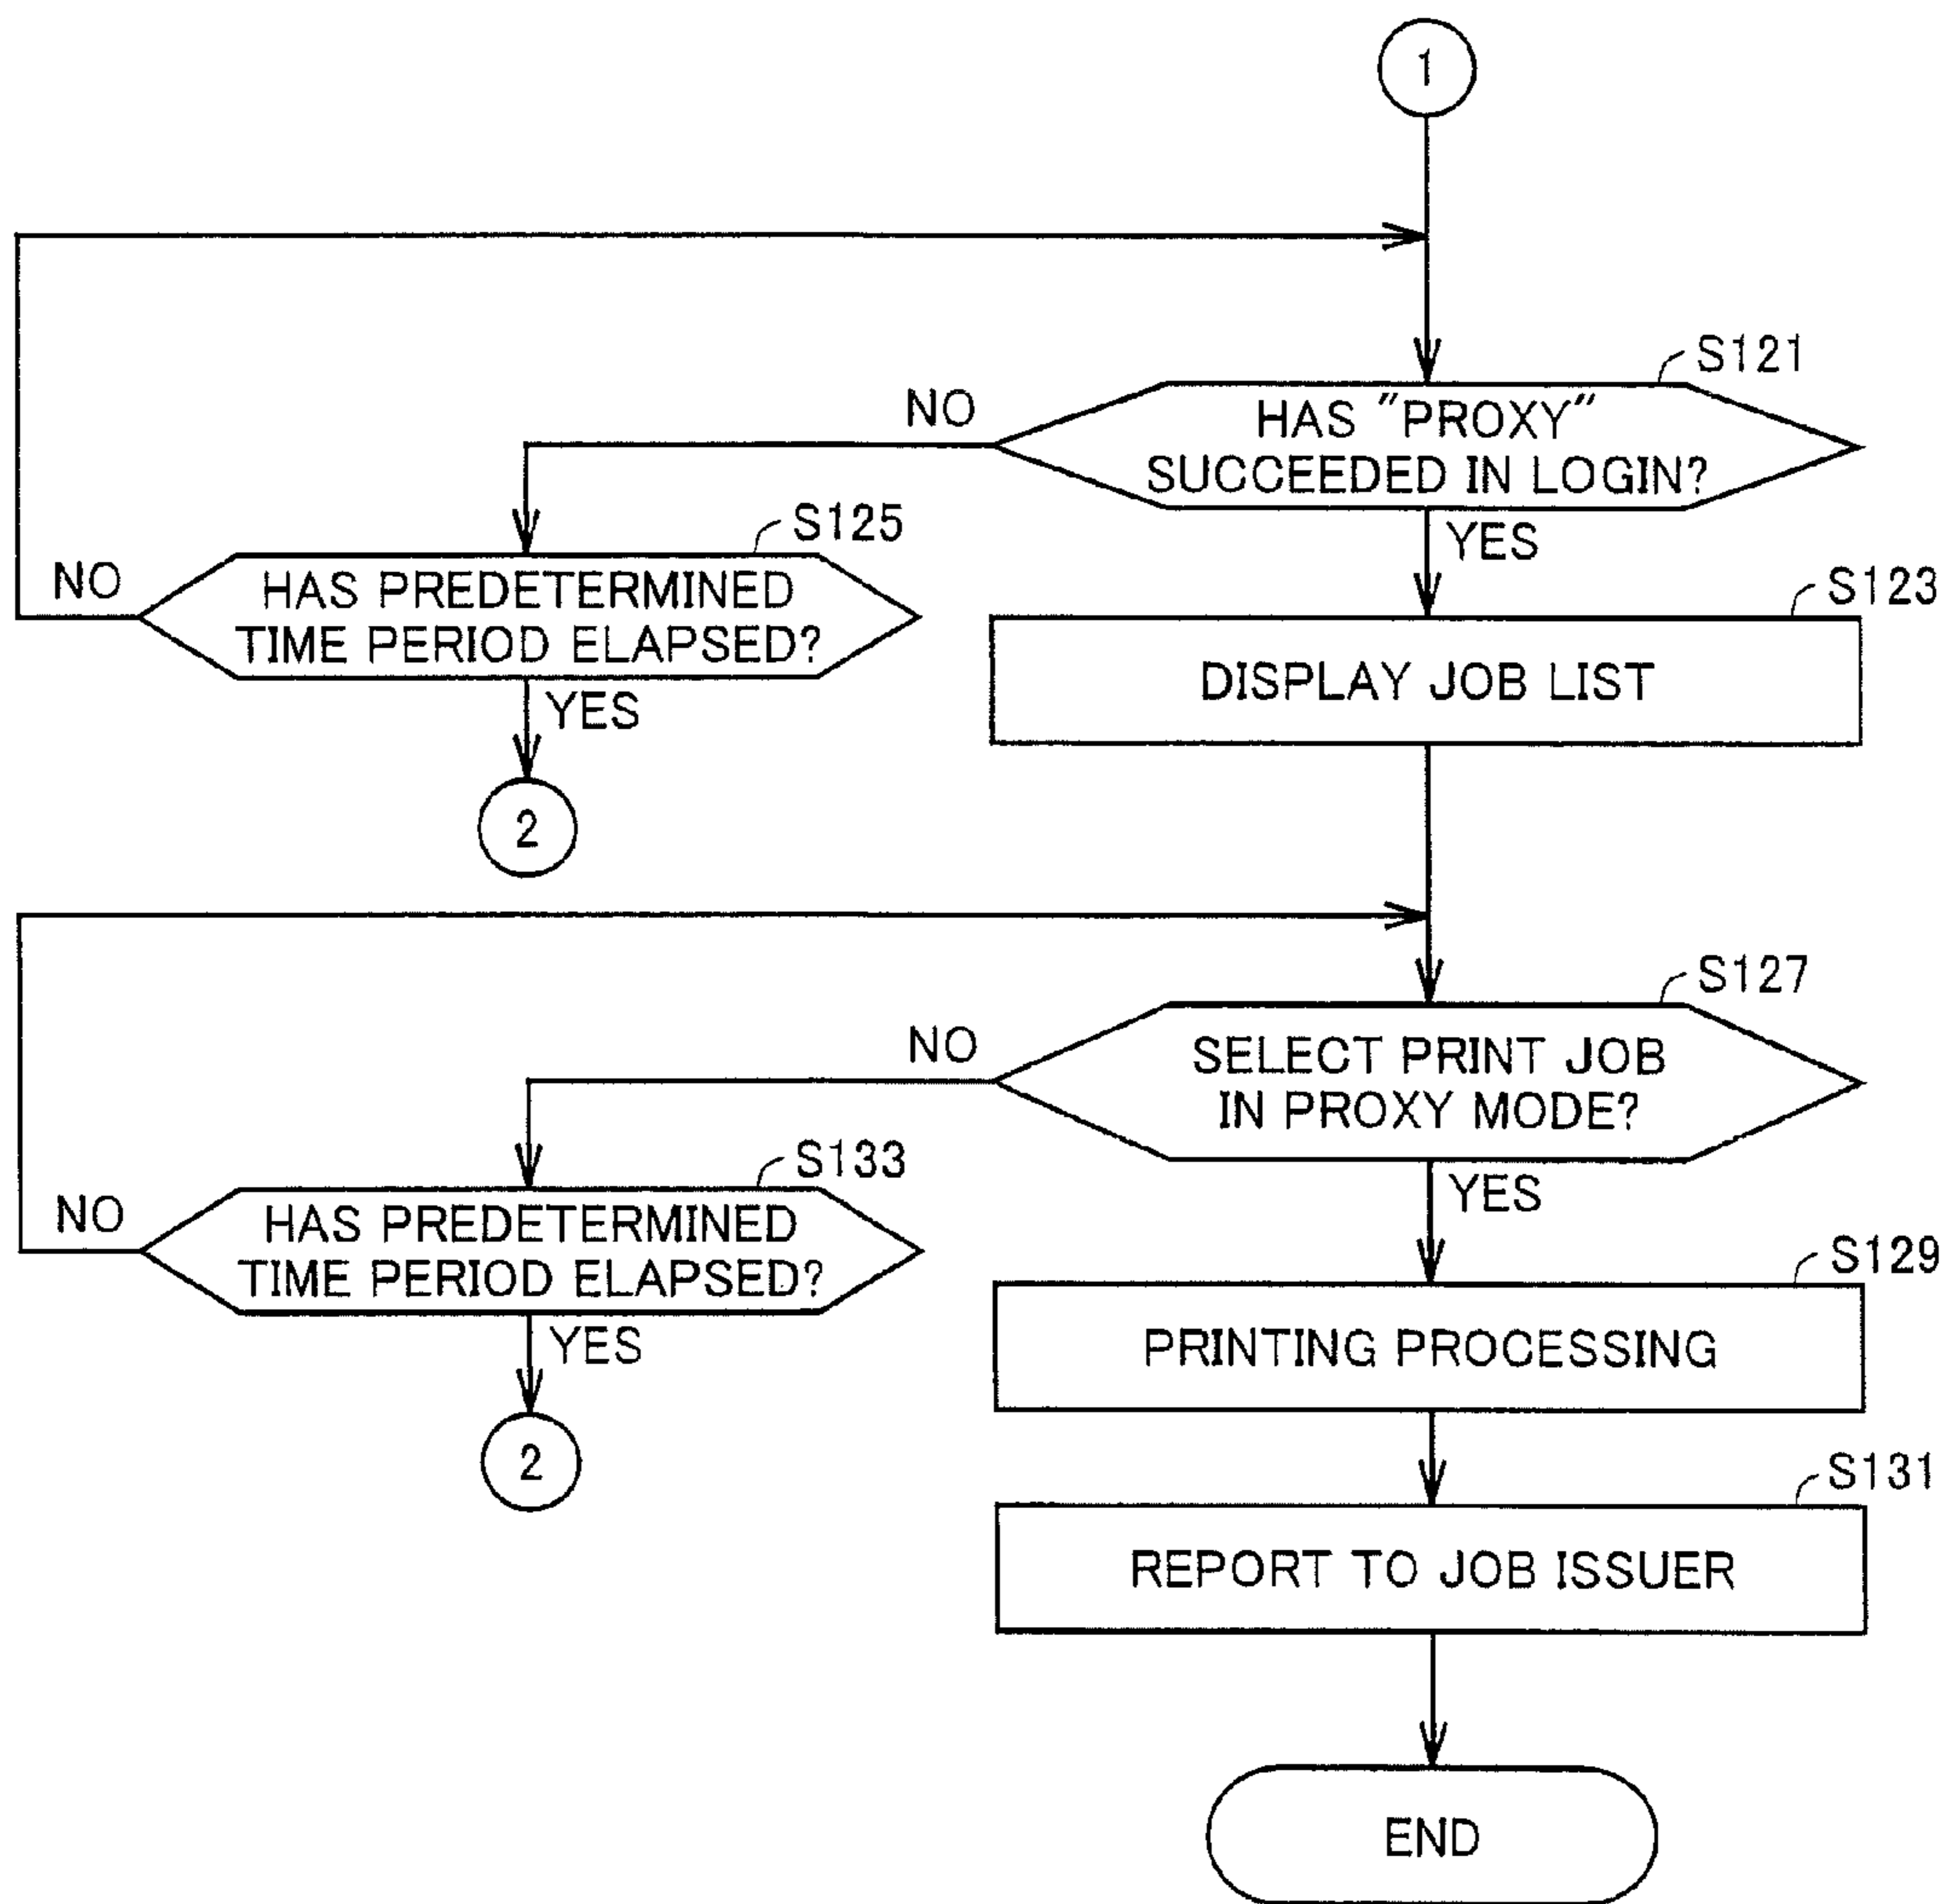 1
S121
NO
HAS "PROXY"
SUCCEEDED IN LOGIN?
YES
S125
NO
HAS PREDETERMINED
TIME PERIOD ELAPSED?
YES
2
S123
DISPLAY JOB LIST
S127
NO
SELECT PRINT JOB
IN PROXY MODE?
YES
S133
NO
HAS PREDETERMINED
TIME PERIOD ELAPSED?
YES
2
S129
PRINTING PROCESSING
S131
REPORT TO JOB ISSUER
END